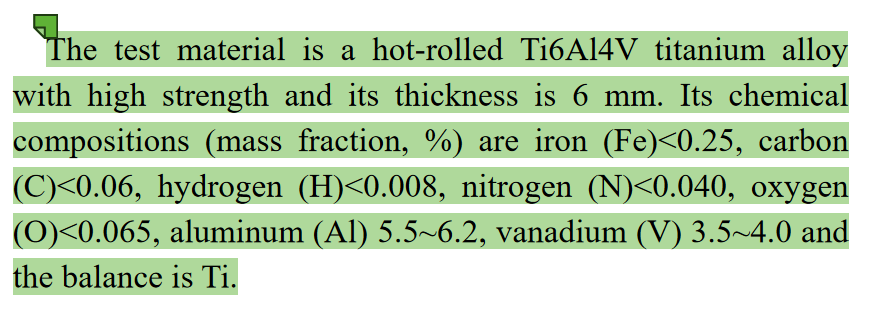 The test material is a hot-rolled Ti6Al4V titanium alloy
with high strength and its thickness is 6 mm. Its chemical
compositions (mass fraction, %) are iron (Fe)<0.25, carbon
(C)<0.06, hydrogen (H)<0.008, nitrogen (N)<0.040, oxygen
(O)<0.065, aluminum (Al) 5.5~6.2, vanadium (V) 3.5~4.0 and
the balance is Ti.